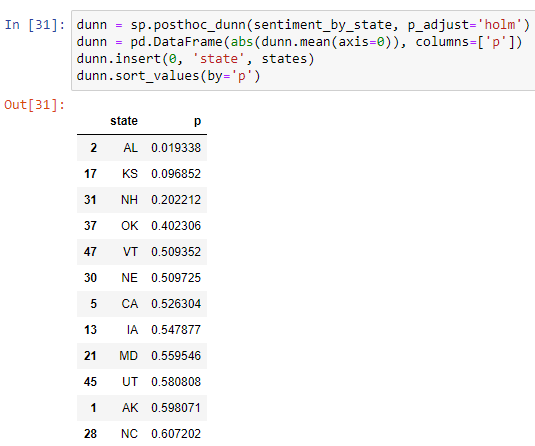 In [31]: dunn = sp.posthoc_dunn(sentiment_by_state, p_adjust='holm')
dunn = pd.DataFrame(abs(dunn.mean(axis=0)), columns=['p'])
dunn.insert(0, 'state', states)
dunn.sort_values(by='p')
Out[31]:
state p
2 AL 0.019338
17 KS 0.096852
31 NH 0.202212
37 OK 0.402306
47 VT 0.509352
30 NE 0.509725
5 CA 0.526304
13 IA 0.547877
21 MD 0.559546
45 UT 0.580808
1 AK 0.598071
28 NC 0.607202